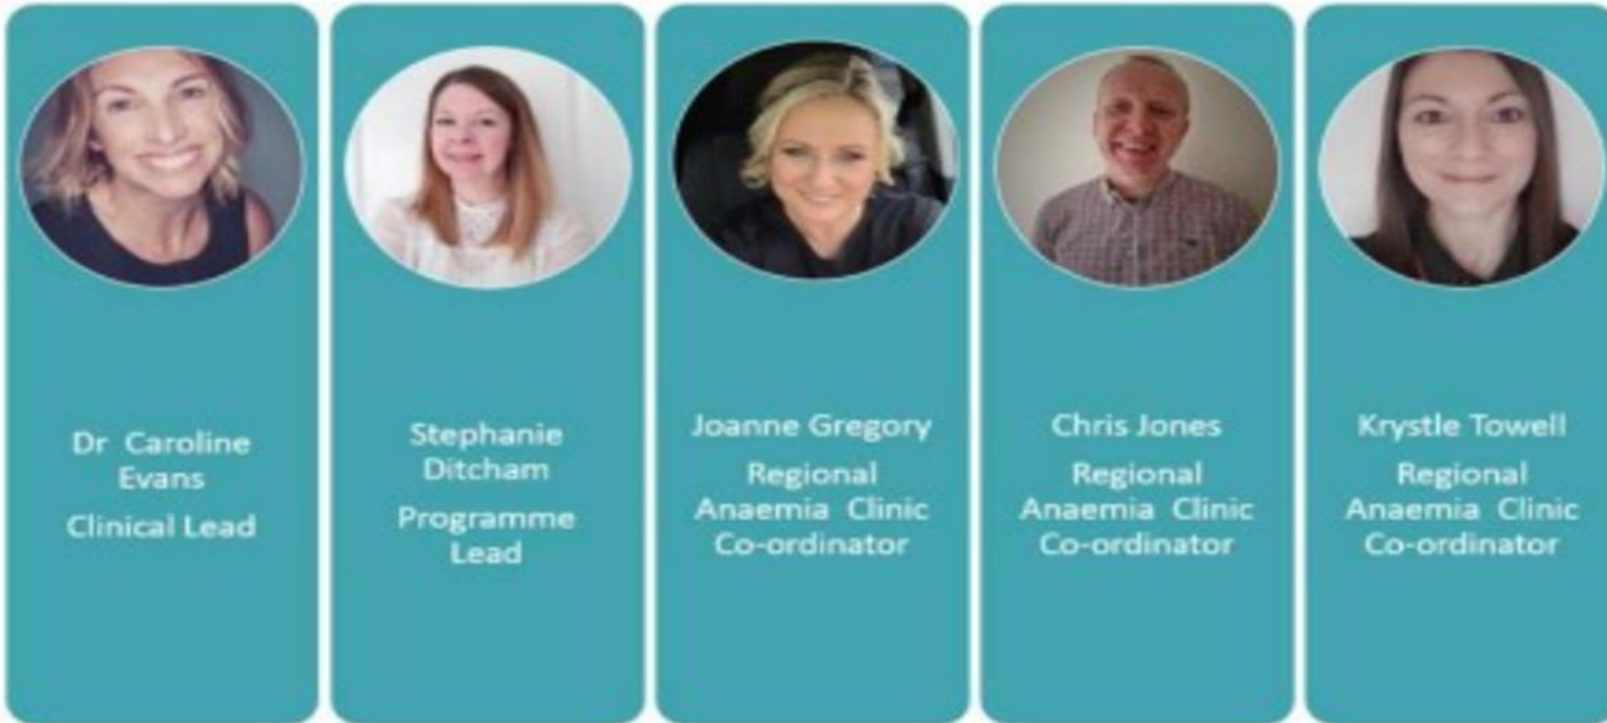 Dr Caroline
Evans
Clinical Lead
Stephanie
Ditcham
Programme
Lead
Joanne Gregory
Regional
Anaemia Clinic
Co-ordinator
Chris Jones
Regional
Anaemia Clinic
Co-ordinator
Krystle Towell
Regional
Anaemia Clinic
Co-ordinator